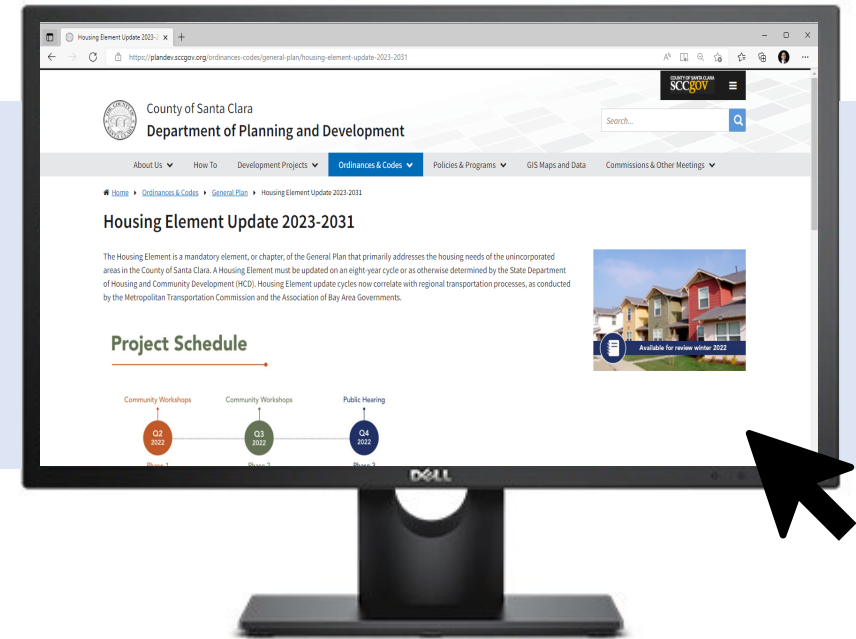 Housing Element Update 2023-2
https://plandev.sccgov.org/ordinances-codes/general-plan/housing-element-update-2023-2031
COUNTY OF SANTA CLARA
SCCgov
County of Santa Clara
Department of Planning and Development
Search...
About Us How To Development Projects Ordinances & Codes Policies & Programs GIS Maps and Data Commissions & Other Meetings
Home Ordinances & Codes General Plan Housing Element Update 2023-2031
Housing Element Update 2023-2031
The Housing Element is a mandatory element, or chapter, of the General Plan that primarily addresses the housing needs of the unincorporated
areas in the County of Santa Clara. A Housing Element must be updated on an eight-year cycle or as otherwise determined by the State Department
of Housing and Community Development (HCD). Housing Element update cycles now correlate with regional transportation processes, as conducted
by the Metropolitan Transportation Commission and the Association of Bay Area Governments.
Available for review winter 2022
Project Schedule
Community Workshops Community Workshops Public Hearing
Q2 Q3 Q4
2022 2022 2022
Phase 1 Phase 2 Phase 3
DELL